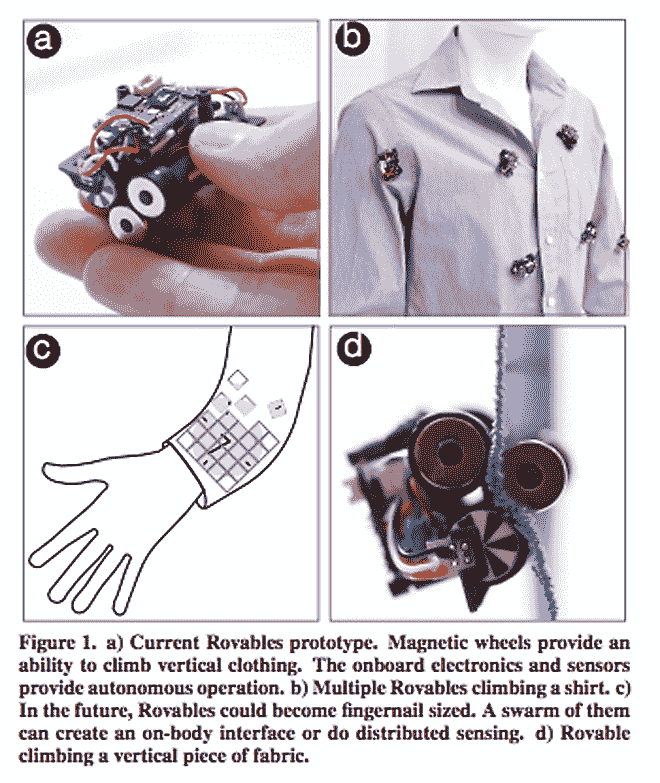 a
b
c
7
d
Figure 1. a) Current Rovables prototype. Magnetic wheels provide an
ability to climb vertical clothing. The onboard electronics and sensors
provide autonomous operation. b) Multiple Rovables climbing a shirt. c)
In the future, Rovables could become fingernail sized. A swarm of them
can create an on-body interface or do distributed sensing. d) Rovable
climbing a vertical piece of fabric.